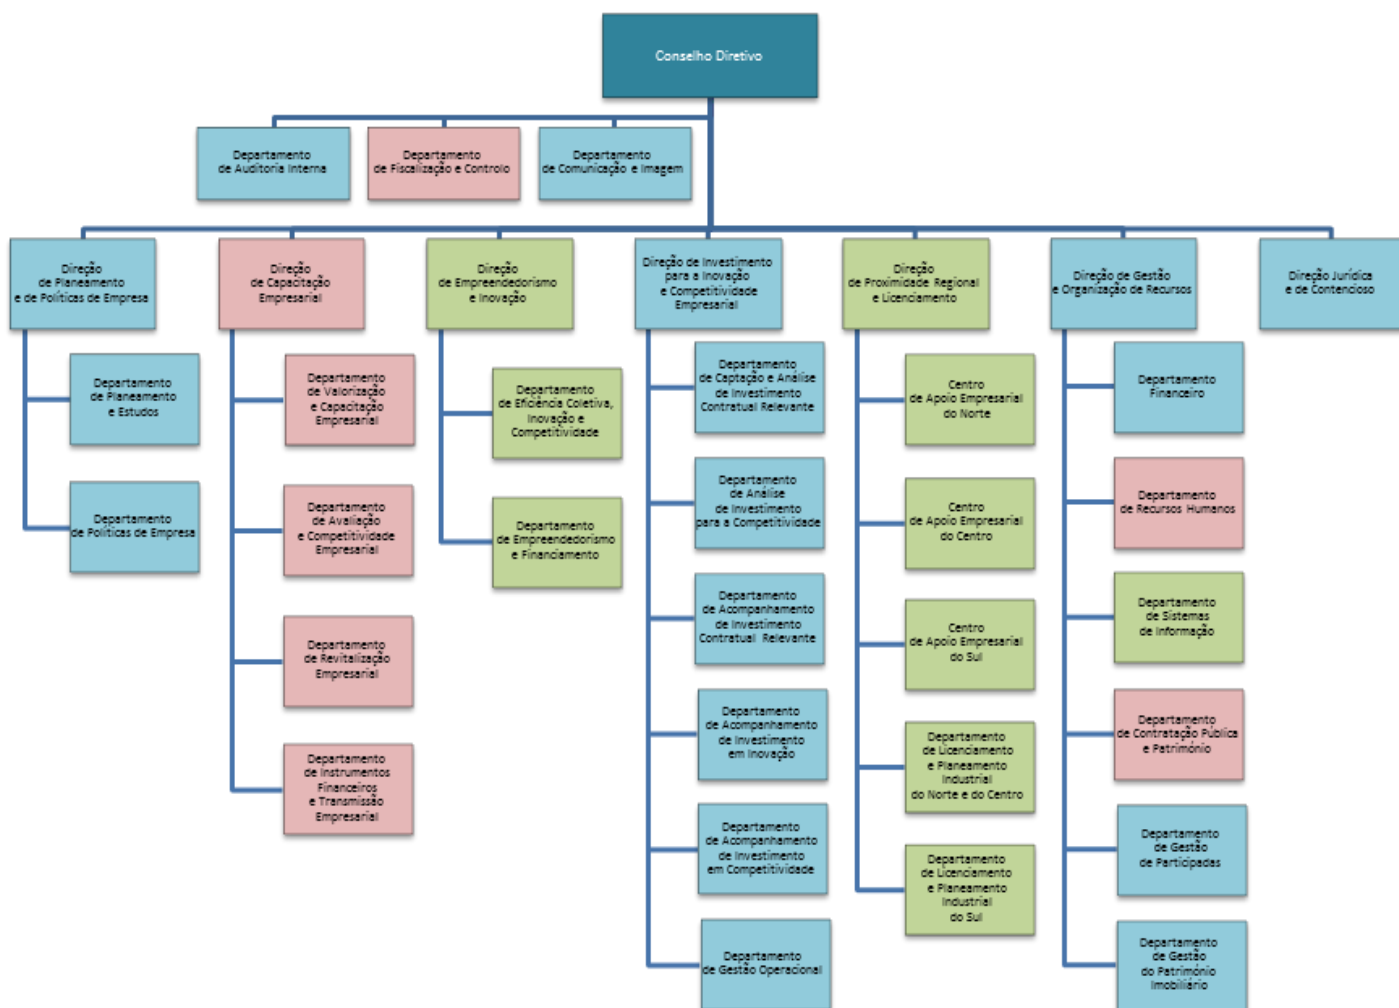 Conselho Diretivo
Departamento
de Auditoria Interna
Departamento
de Fiscalização e Controlo
Departamento
de Comunicação e Imagem
Direção
de Planeamento
e de Políticas de Empresa
Direção
de Capacitação
Empresarial
Direção
de Empreendedorismo
e Inovação
Direção de Investimento
para a Inovação
e Competitividade
Empresarial
Direção
de Proximidade Regional
e Licenciamento
Direção de Gestão
e Organização de Recursos
Direção Jurídica
e de Contencioso
Departamento
de Planeamento
e Estudos
Departamento
de Políticas de Empresa
Departamento
de Valorização
e Capacitação
Empresarial
Departamento
de Avaliação
e Competitividade
Empresarial
Departamento
de Revitalização
Empresarial
Departamento
de Instrumentos
Financeiros
e Transmissão
Empresarial
Departamento
de Eficiência Coletiva,
Inovação e
Competitividade
Departamento
de Empreendedorismo
e Financiamento
Departamento
de Captação e Análise
de Investimento
Contratual Relevante
Departamento
de Análise
de Investimento
para a Competitividade
Departamento
de Acompanhamento
de Investimento
Contratual Relevante
Departamento
de Acompanhamento
de Investimento
em Inovação
Departamento
de Acompanhamento
de Investimento
em Competitividade
Departamento
de Gestão Operacional
Centro
de Apoio Empresarial
do Norte
Centro
de Apoio Empresarial
do Centro
Centro
de Apoio Empresarial
do Sul
Departamento
de Licenciamento
e Planeamento
Industrial
do Norte e do Centro
Departamento
de Licenciamento
e Planeamento
Industrial
do Sul
Departamento
Financeiro
Departamento
de Recursos Humanos
Departamento
de Sistemas
de Informação
Departamento
de Contratação Pública
e Património
Departamento
de Gestão
de Participadas
Departamento
de Gestão
do Património
Imobiliário